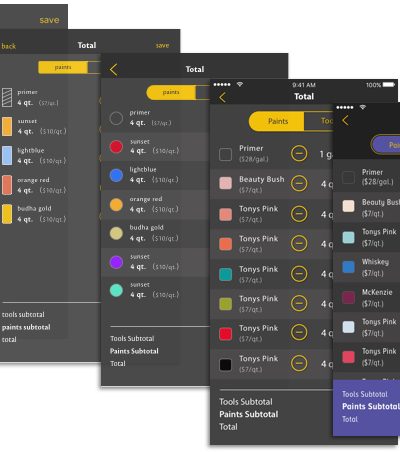 save
back
Total
save
paints
primer
4 qt. ($7/qt.)
sunset
4 qt. ($10/qt.)
lightblue
4 qt. ($10/qt.)
orange red
4 qt. ($10/qt.)
budha gold
4 qt. ($10/qt.)
tools subtotal
paints subtotal
total
Total
paints
primer
4 qt. ($7/qt.)
sunset
4 qt. ($10/qt.)
lightblue
4 qt. ($10/qt.)
orange red
4 qt. ($10/qt.)
budha gold
4 qt. ($10/qt.)
sunset
4 qt. ($10/qt.)
sunset
4 qt. ($10/qt.)
Tools Subtotal
Paints Subtotal
Total
9:41 AM
100%
Total
Paints
Too
Primer
($28/gal.)
1 ga
Beauty Bush
($7/qt.)
4 q
Tonys Pink
($7/qt.)
4 q
Tonys Pink
($7/qt.)
4 q
Tonys Pink
($7/qt.)
4 q
Tonys Pink
($7/qt.)
4 q
Tonys Pink
($7/qt.)
4 q
Tonys Pink
($7/qt.)
4 q
Tools Subtotal
Paints Subtotal
Total
Pai
Primer
($28/gal.)
Beauty Bush
($7/qt.)
Tonys Pink
($7/qt.)
Whiskey
($7/qt.)
McKenzie
($7/qt.)
Tonys Pink
($7/qt.)
Tonys Pink
($7/qt.)
Tools Subtotal
Paints Subtotal
Total